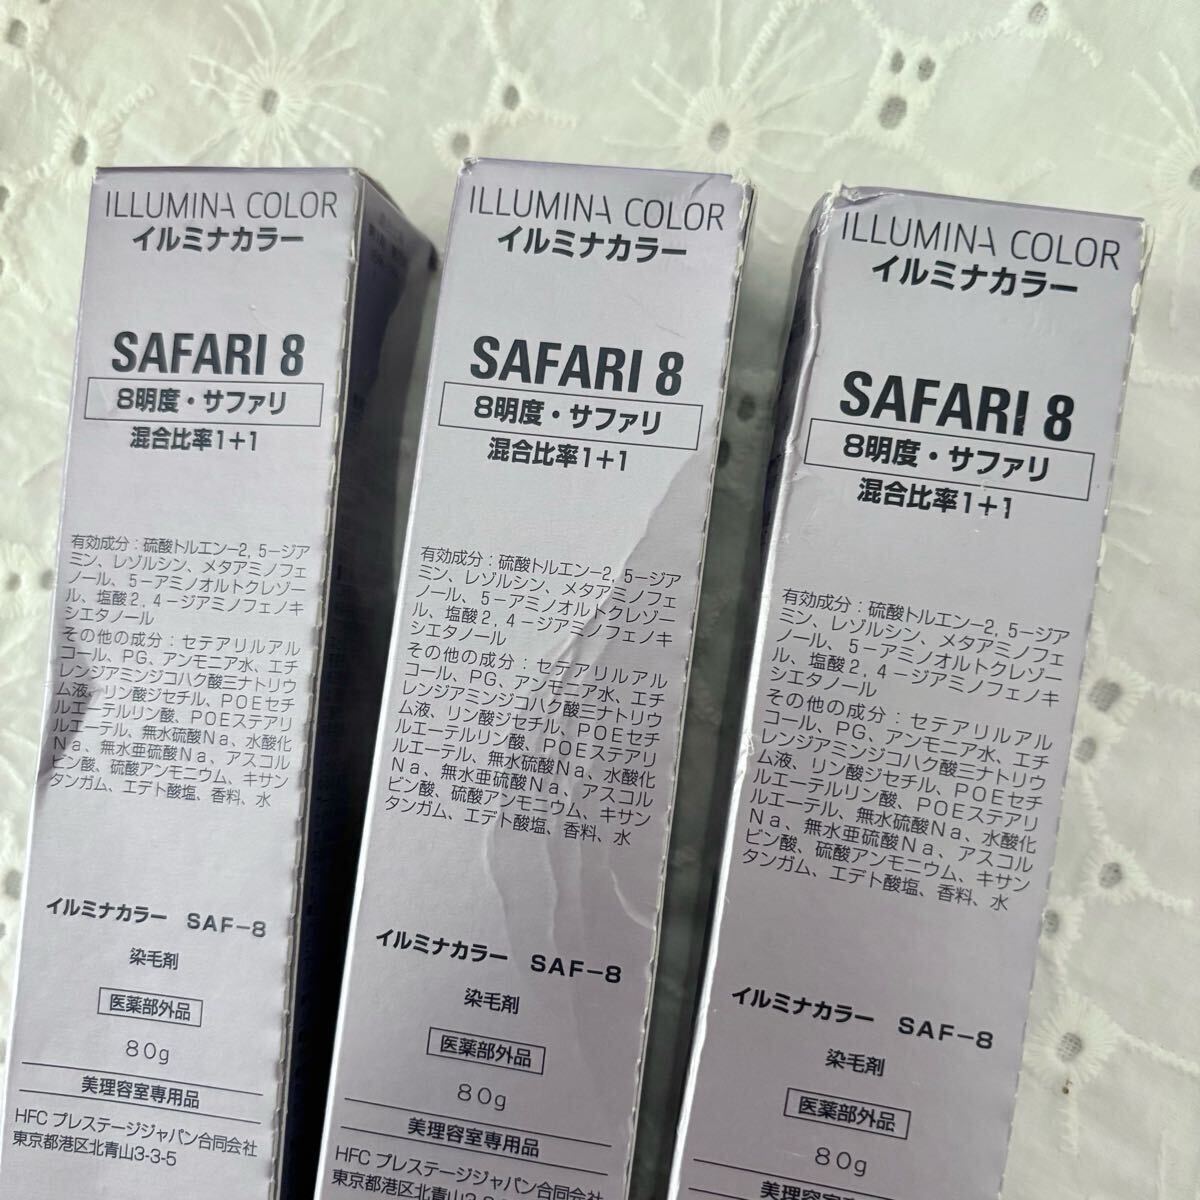 ILLUMINA COLOR
イルミナカラー
SAFARI 8
8明度・サファリ
混合比率1+1
有効成分：硫酸トルエン-2, 5-ジア
ミン、レゾルシン、メタアミノフェ
ノール、5-アミノオルトクレゾー
ル、塩酸2, 4-ジアミノフェノキ
シエタノール
その他の成分：セテアリルアル
コール、PG、アンモニア水、エチ
レンジアミンジコハク酸三ナトリウ
ム液、リン酸ジセチル、POEセチ
ルエーテルリン酸、POEステアリ
ルエーテル、無水硫酸Na、水酸化
Na、無水亜硫酸Na、アスコル
ビン酸、硫酸アンモニウム、キサン
タンガム、エデト酸塩、香料、水
イルミナカラー SAF-8
染毛剤
医薬部外品
80g
美理容室専用品
HFC プレステージジャパン合同会社
東京都港区北青山3-3-5
ILLUMINA COLOR
イルミナカラー
SAFARI 8
8明度・サファリ
混合比率1+1
有効成分：硫酸トルエン-2, 5-ジア
ミン、レゾルシン、メタアミノフェ
ノール、5-アミノオルトクレゾー
ル、塩酸2, 4-ジアミノフェノキ
シエタノール
その他の成分：セテアリルアル
コール、PG、アンモニア水、エチ
レンジアミンジコハク酸三ナトリウ
ム液、リン酸ジセチル、POEセチ
ルエーテルリン酸、POEステアリ
ルエーテル、無水硫酸Na、水酸化
Na、無水亜硫酸Na、アスコル
ビン酸、硫酸アンモニウム、キサン
タンガム、エデト酸塩、香料、水
イルミナカラー SAF-8
染毛剤
医薬部外品
80g
美理容室専用品
HFC プレステージジャパン合同会社
東京都港区北青山3-3-5
ILLUMINA COLOR
イルミナカラー
SAFARI 8
8明度・サファリ
混合比率1+1
有効成分：硫酸トルエン-2, 5-ジア
ミン、レゾルシン、メタアミノフェ
ノール、5-アミノオルトクレゾー
ル、塩酸2, 4-ジアミノフェノキ
シエタノール
その他の成分：セテアリルアル
コール、PG、アンモニア水、エチ
レンジアミンジコハク酸三ナトリウ
ム液、リン酸ジセチル、POEセチ
ルエーテルリン酸、POEステアリ
ルエーテル、無水硫酸Na、水酸化
Na、無水亜硫酸Na、アスコル
ビン酸、硫酸アンモニウム、キサン
タンガム、エデト酸塩、香料、水
イルミナカラー SAF-8
染毛剤
医薬部外品
80g
美理容室専用品